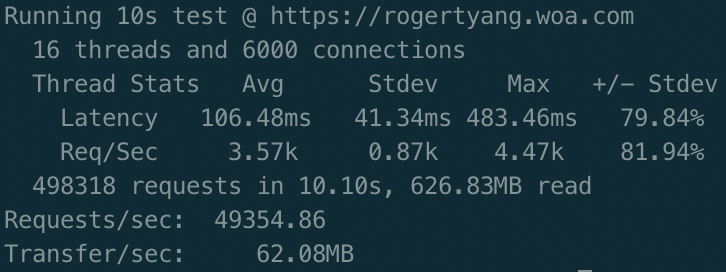 Running 10s test @ https://rogertyang.woa.com
  16 threads and 6000 connections
  Thread Stats   Avg      Stdev     Max   +/- Stdev
    Latency   106.48ms   41.34ms 483.46ms   79.84%
    Req/Sec     3.57k     0.87k    4.47k    81.94%
  498318 requests in 10.10s, 626.83MB read
Requests/sec:  49354.86
Transfer/sec:     62.08MB